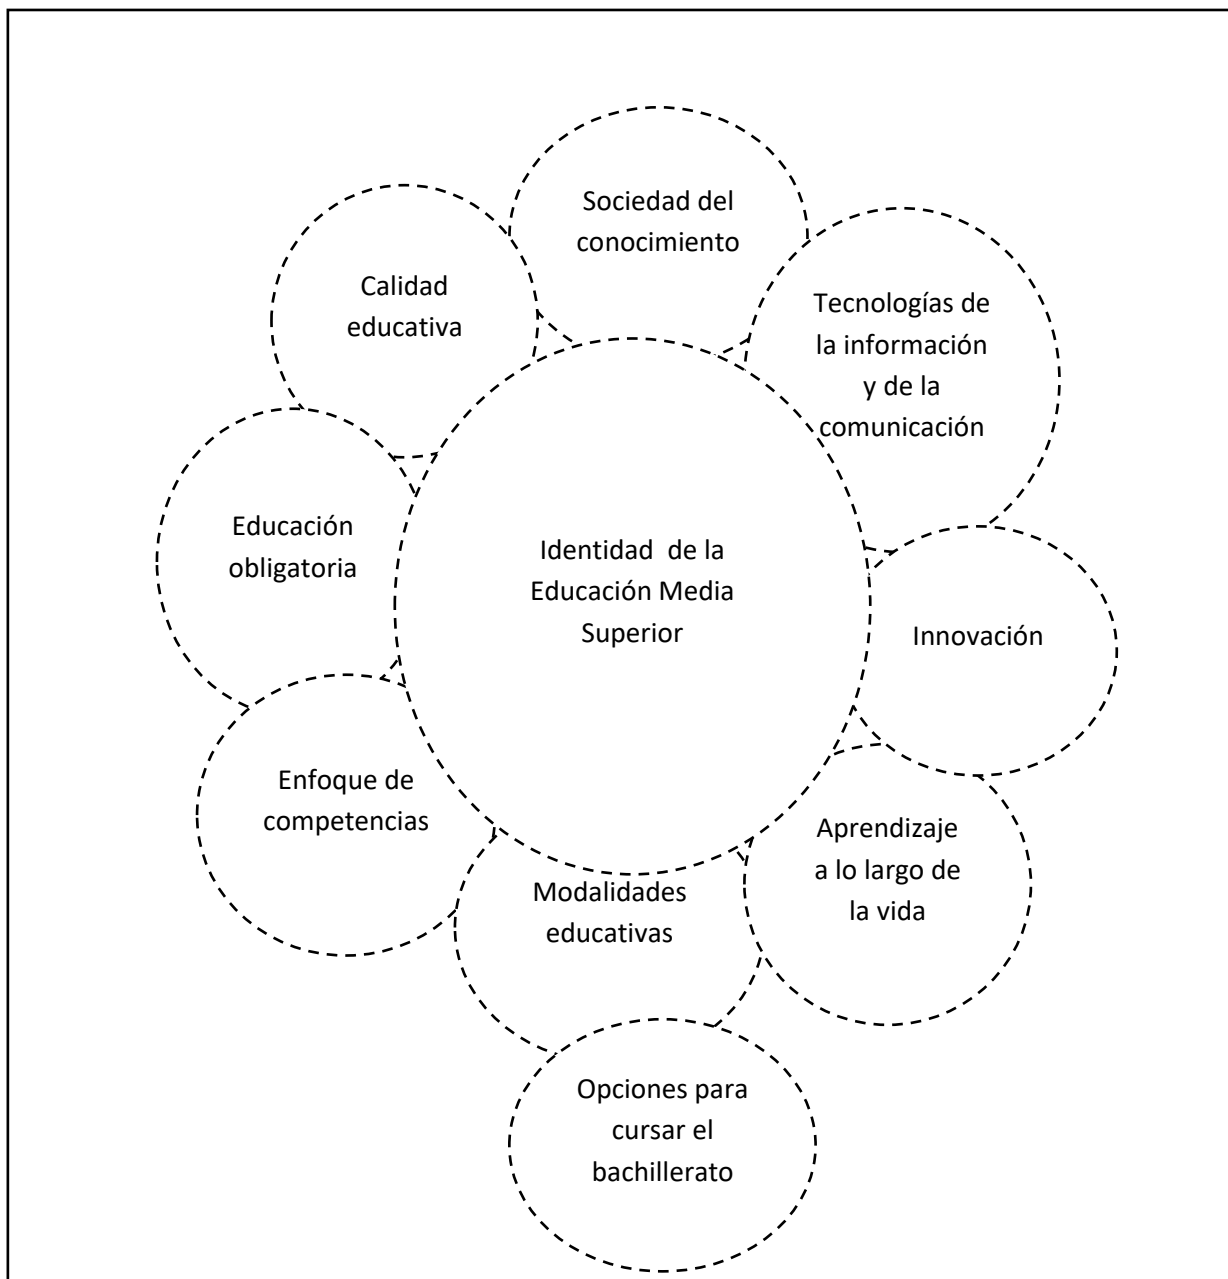 Sociedad del
conocimiento
Calidad
educativa
Tecnologías de
la información
y de la
comunicación
Educación
obligatoria
Identidad  de la
Educación Media
Superior
Innovación
Enfoque de
competencias
Aprendizaje
a lo largo de
la vida
Modalidades
educativas
Opciones para
cursar el
bachillerato